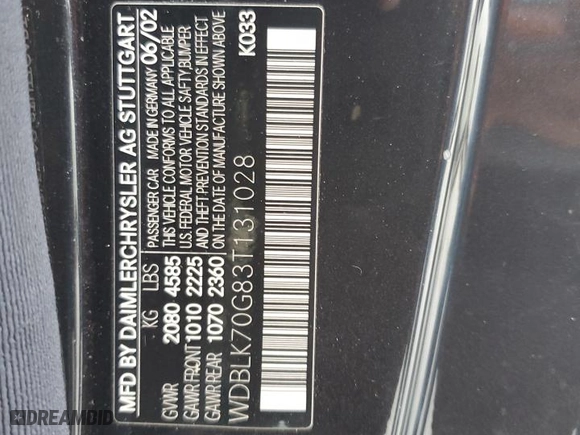 MFD BY DAIMLERCHRYSLER AG STUTTGART
KG LBS PASSENGER CAR MADE IN GERMANY 06/02
GVWR 2080 4585 THIS VEHICLE CONFORMS TO ALL APPLICABLE
U.S. FEDERAL MOTOR VEHICLE SAFTY, BUMPER
GAWR FRONT 1010 2225 AND THEFT PREVENTION STANDARDS IN EFFECT
GAWR REAR 1070 2360 ON THE DATE OF MANUFACTURE SHOWN ABOVE
WDBLK70G83T131028 K033
DREAMOID